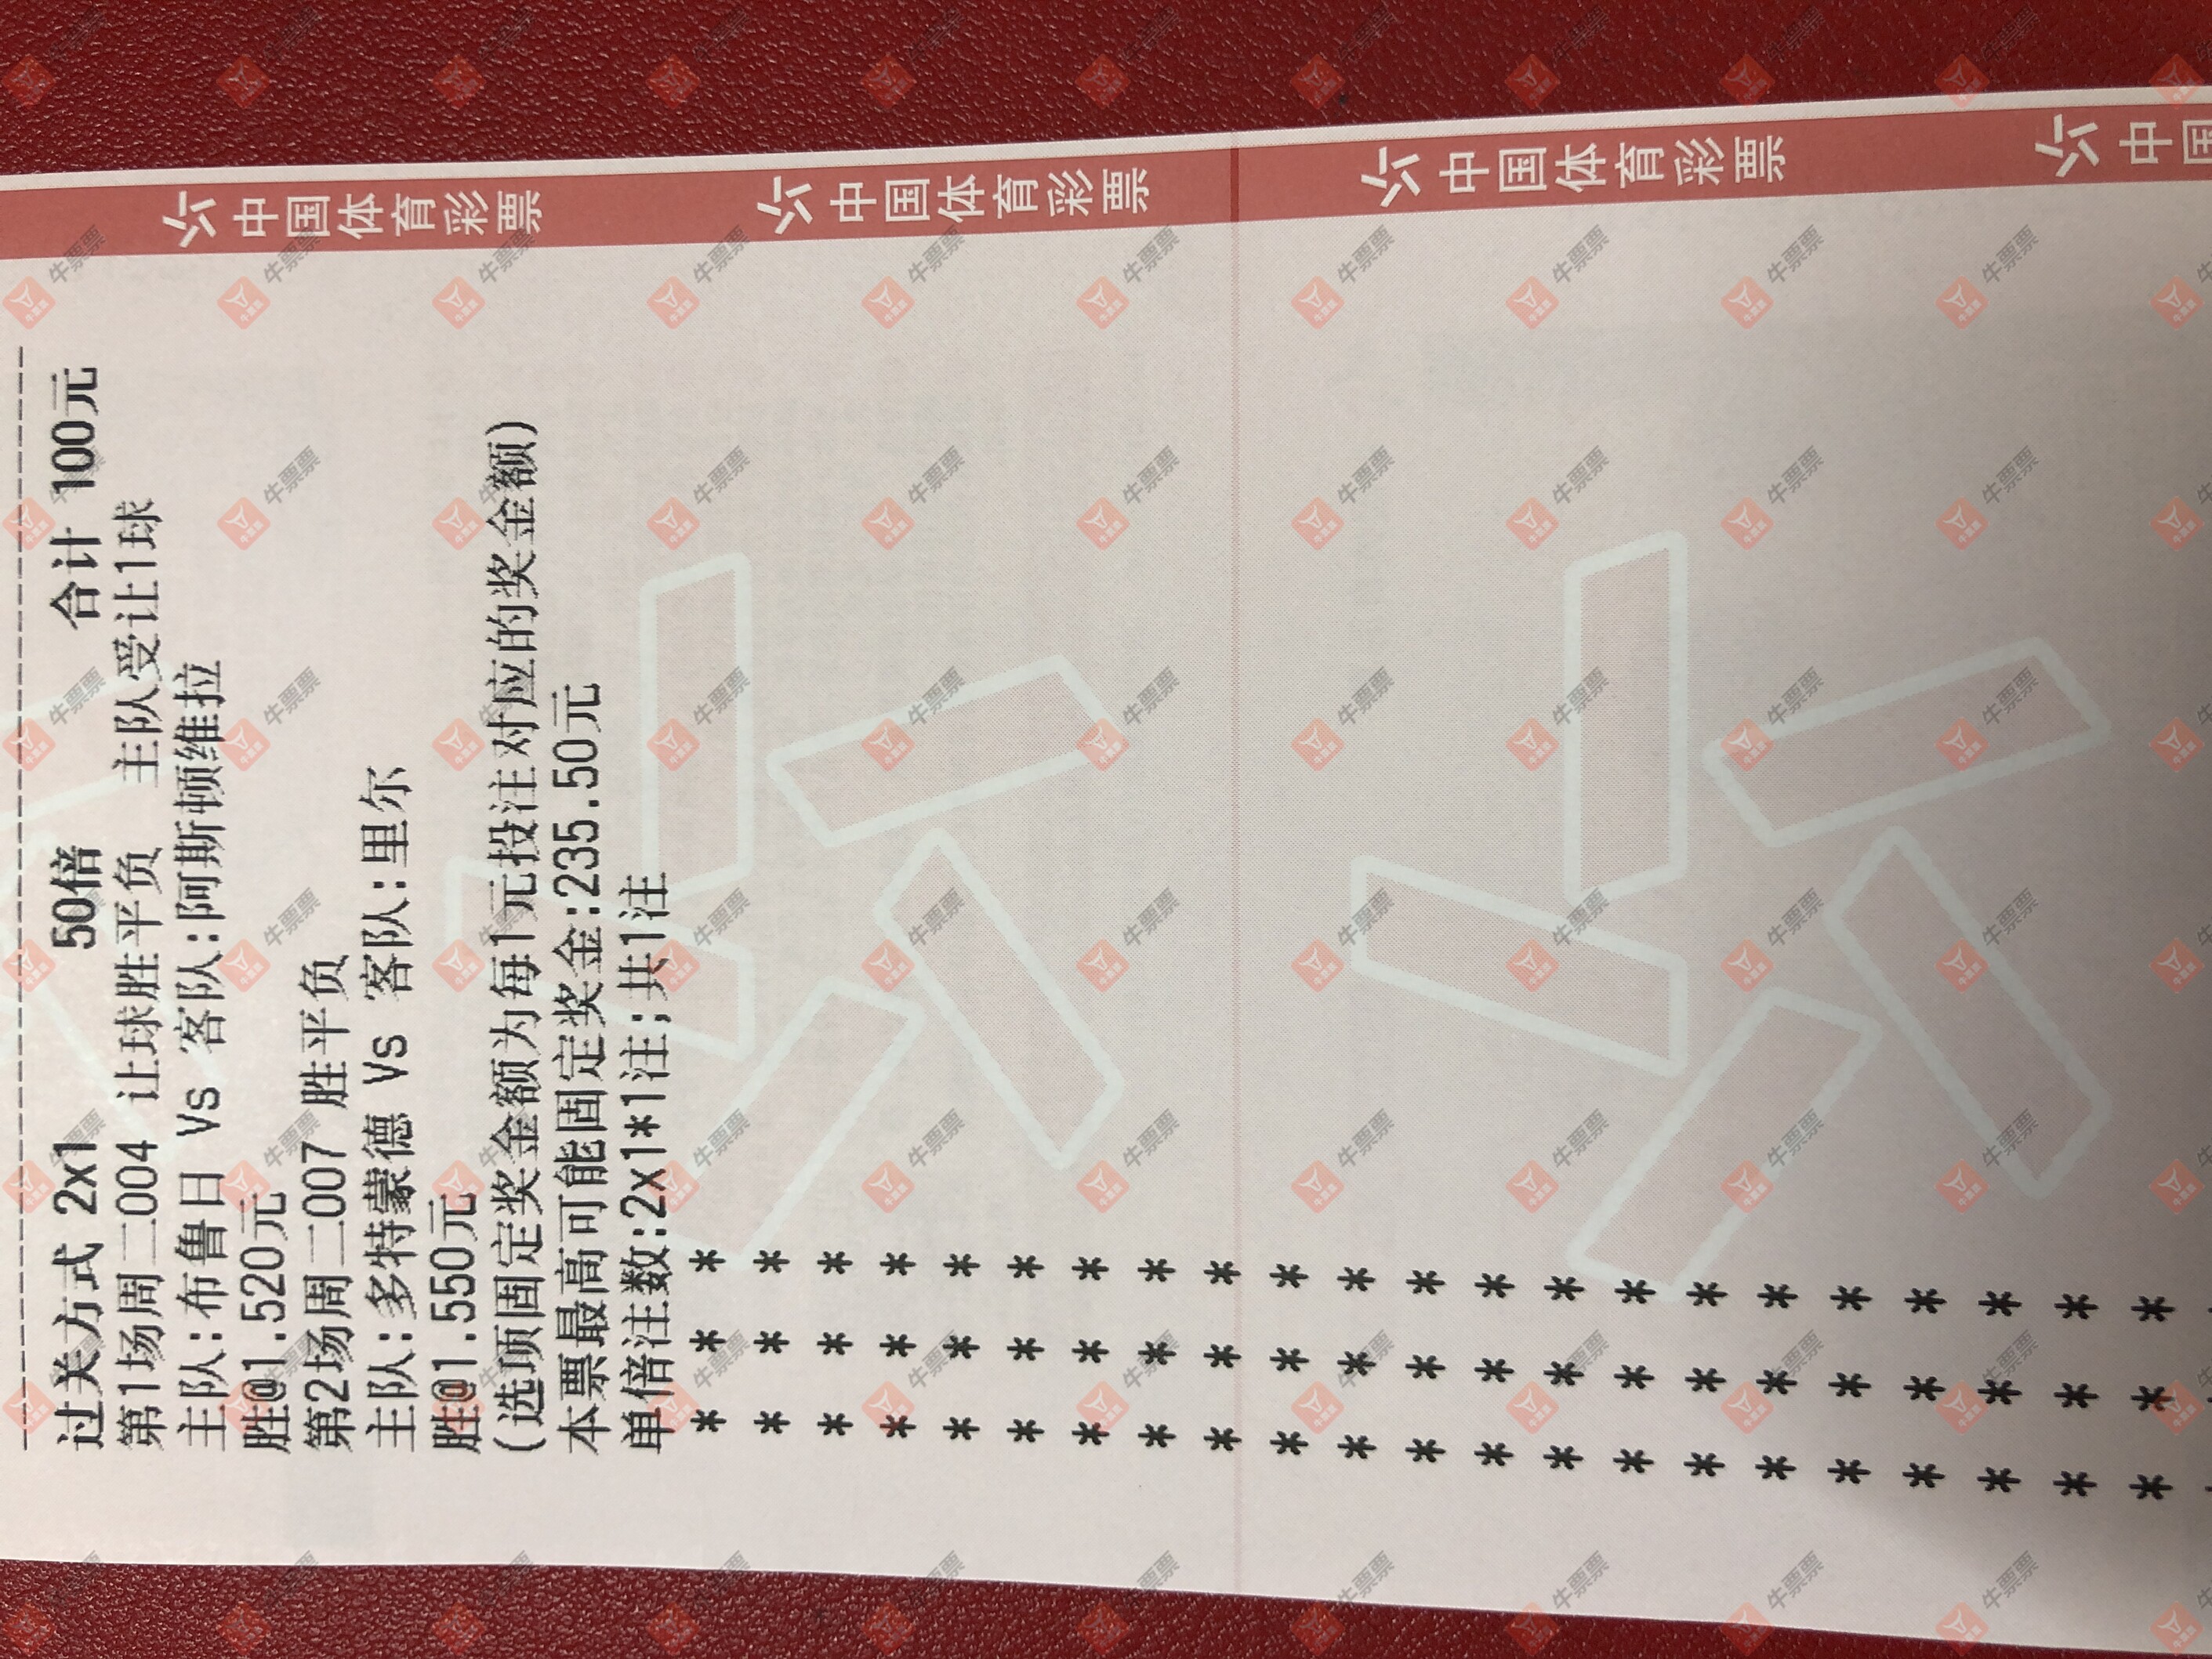 中国体育彩票
中国体育彩票
中国体育彩票
中国
过关方式 2x1 50倍 合计 100元
第1场周二004 让球胜平负 主队受让1球
主队:布鲁日 Vs 客队:阿斯顿维拉
胜@1.520元
第2场周二007 胜平负
主队:多特蒙德 Vs 客队:里尔
胜@1.550元
(选项固定奖金额为每1元投注对应的奖金额)
本票最高可能固定奖金:235.50元
单倍注数:2x1*1注;共1注
牛票票